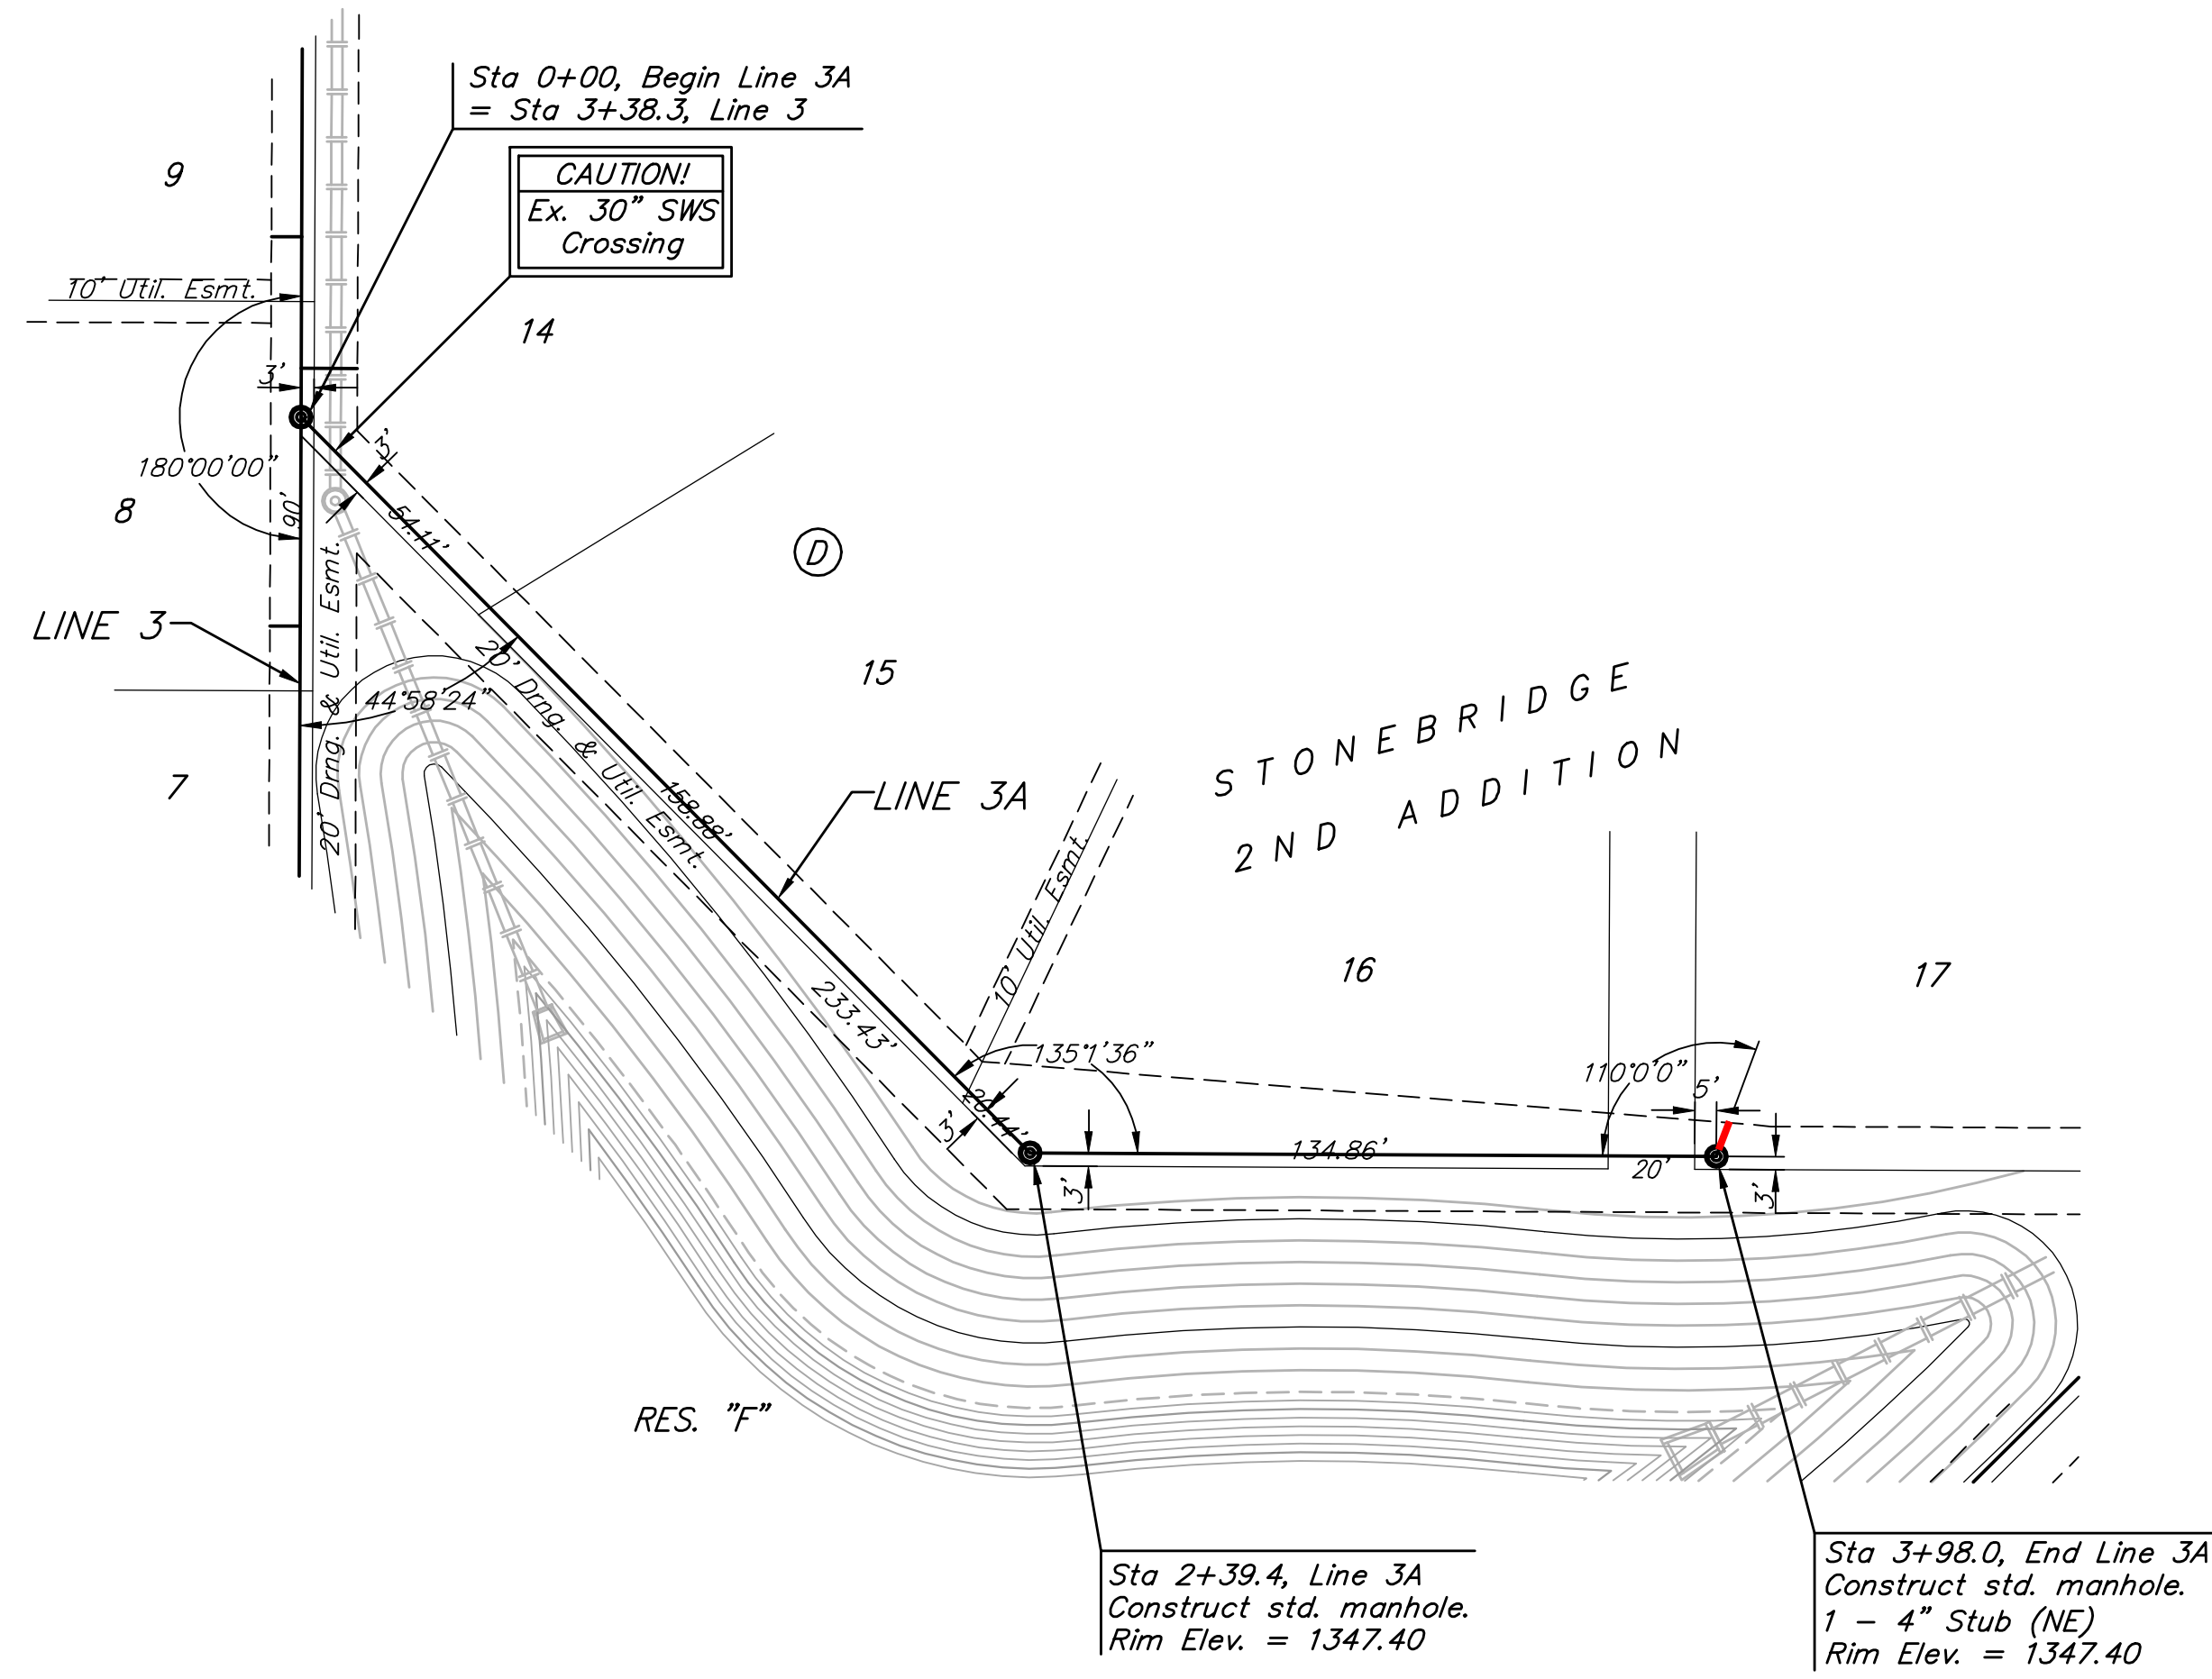 Sta 0+00, Begin Line 3A
= Sta 3+38.3, Line 3
CAUTION!
Ex. 30" SWS
Crossing
9
10' Util. Esmt.
14
3'
3'
180°00'00"
8
90'
54.11'
D
20' Drng. & Util. Esmt.
LINE 3
44°58'24"
20' Drng. & Util. Esmt.
15
7
158.88'
LINE 3A
STONEBRIDGE
2ND ADDITION
10' Util. Esmt.
16
17
233.43'
135°1'36"
110°0'0"
5'
26.44'
3'
134.86'
20'
3'
3'
RES. "F"
Sta 2+39.4, Line 3A
Construct std. manhole.
Rim Elev. = 1347.40
Sta 3+98.0, End Line 3A
Construct std. manhole.
1 - 4" Stub (NE)
Rim Elev. = 1347.40